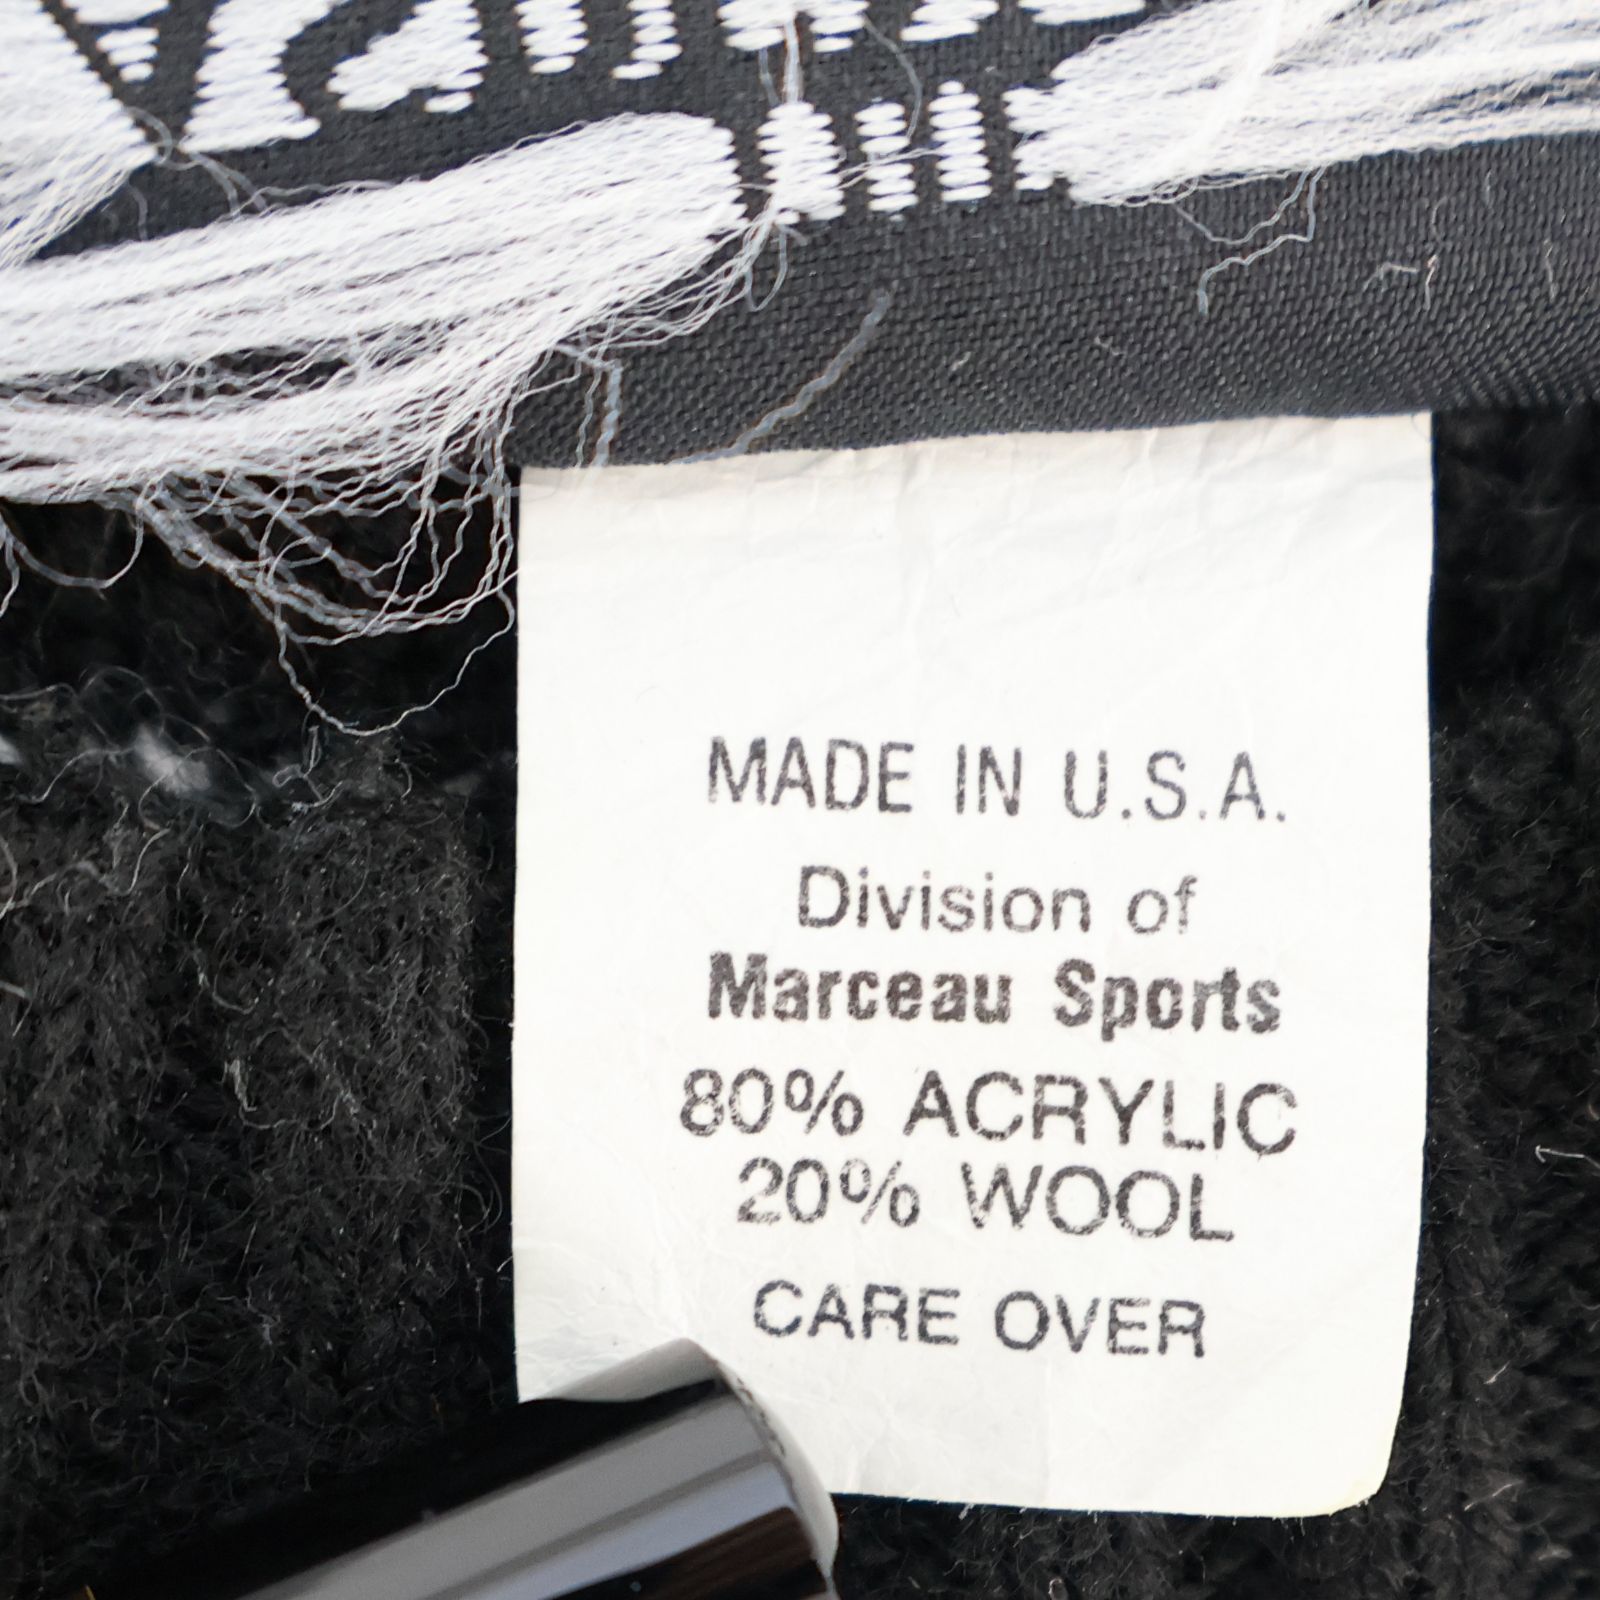 MADE IN U.S.A.
Division of
Marceau Sports
80% ACRYLIC
20% WOOL
CARE OVER